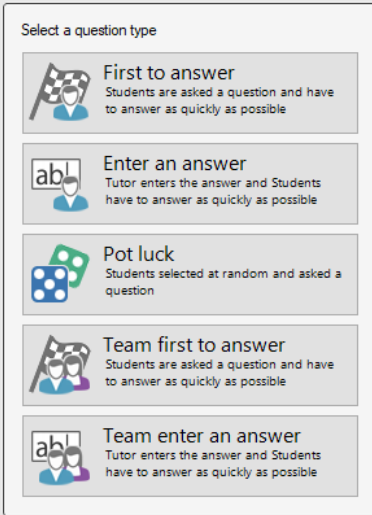 Select a question type
First to answer
Students are asked a question and have
to answer as quickly as possible
ab|
Enter an answer
Tutor enters the answer and Students
have to answer as quickly as possible
Pot luck
Students selected at random and asked a
question
Team first to answer
Students are asked a question and have
to answer as quickly as possible
ab|
Team enter an answer
Tutor enters the answer and Students
have to answer as quickly as possible